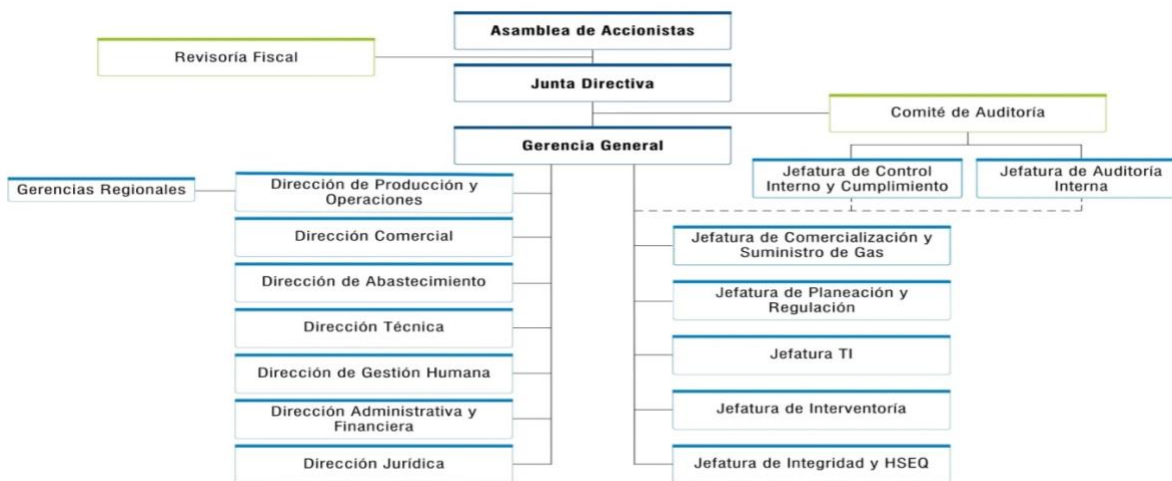 Asamblea de Accionistas
Revisoría Fiscal
Junta Directiva
Comité de Auditoría
Gerencia General
Jefatura de Control
Interno y Cumplimiento
Jefatura de Auditoría
Interna
Gerencias Regionales
Dirección de Producción y
Operaciones
Dirección Comercial
Dirección de Abastecimiento
Dirección Técnica
Dirección de Gestión Humana
Dirección Administrativa y
Financiera
Dirección Jurídica
Jefatura de Comercialización y
Suministro de Gas
Jefatura de Planeación y
Regulación
Jefatura TI
Jefatura de Interventoría
Jefatura de Integridad y HSEQ